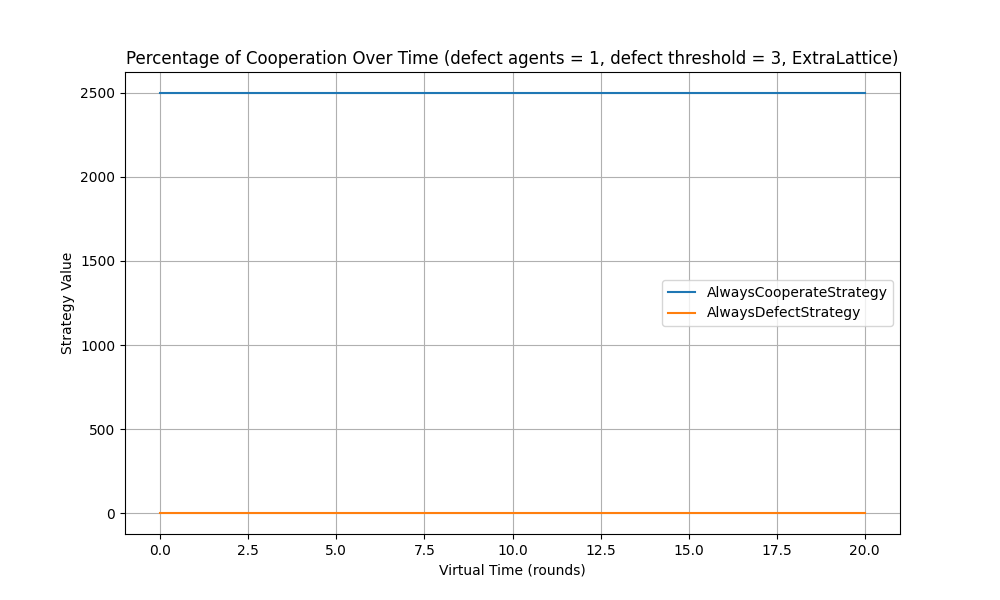 Percentage of Cooperation Over Time (defect agents = 1, defect threshold = 3, ExtraLattice)
2500
2000
1500
1000
500
0
Strategy Value
AlwaysCooperateStrategy
AlwaysDefectStrategy
0.0 2.5 5.0 7.5 10.0 12.5 15.0 17.5 20.0
Virtual Time (rounds)